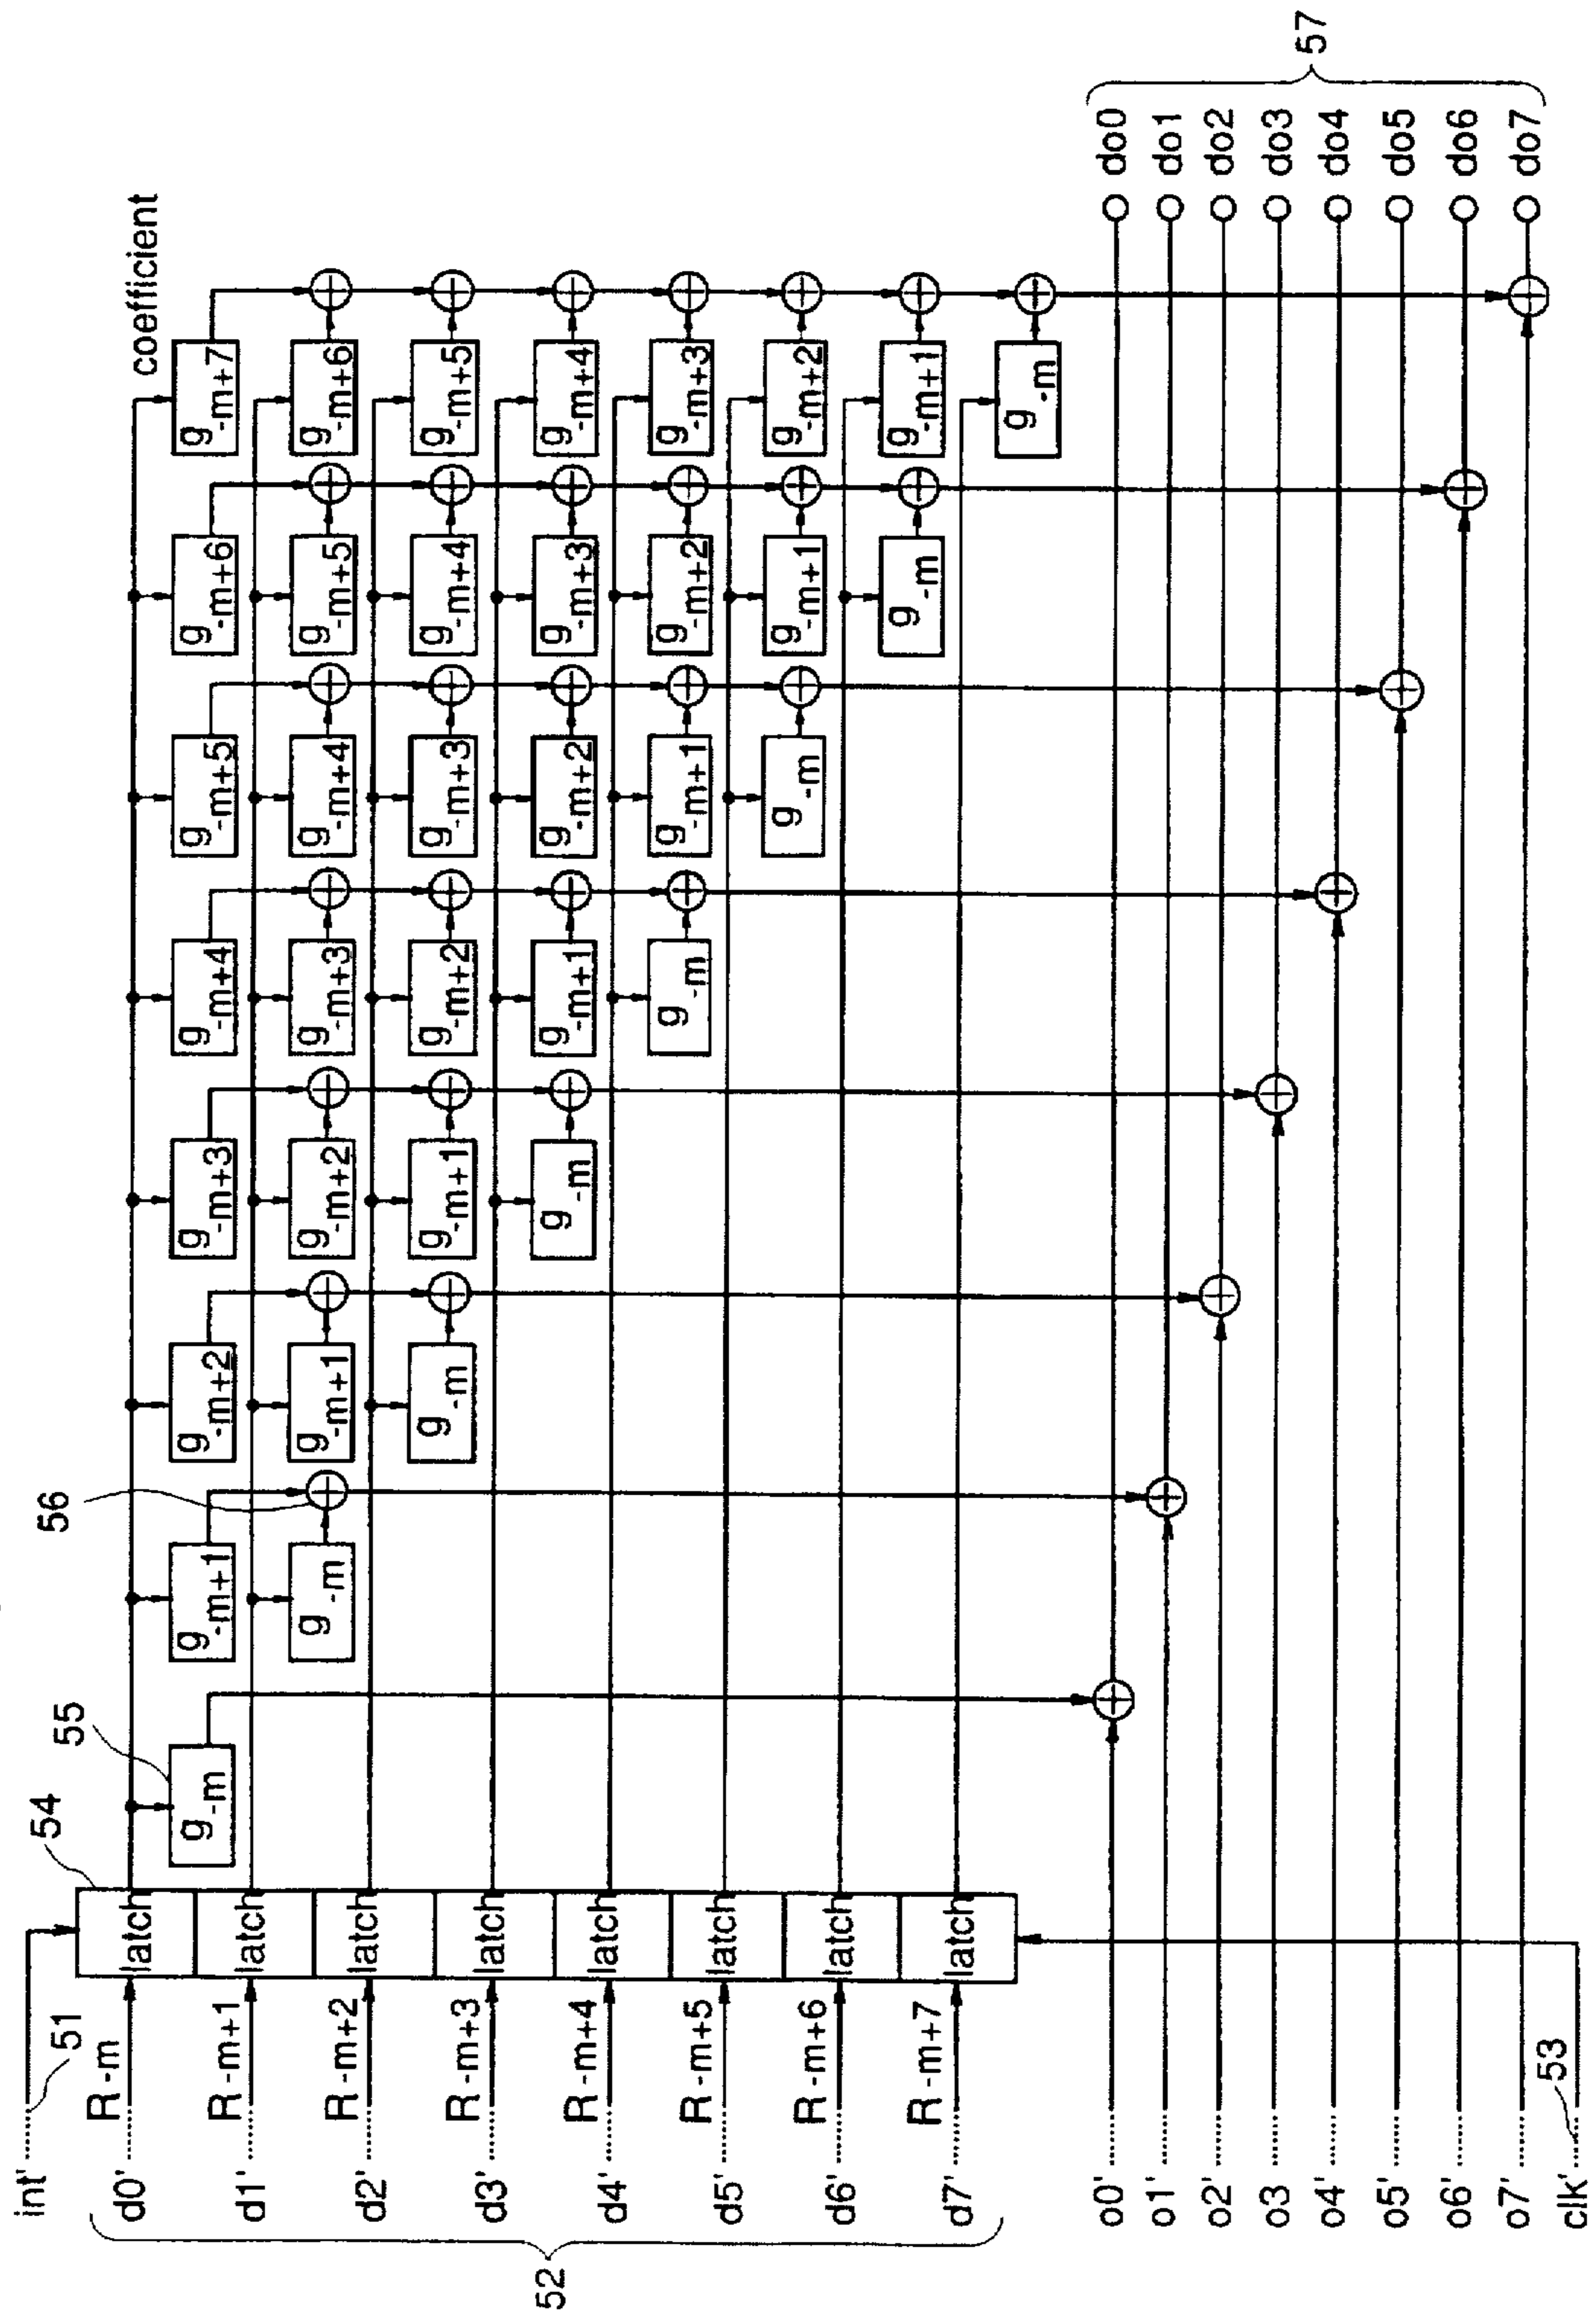 int'
51
54
55
56
coefficient
d0'
R-m
latch
g-m
g-m+1
g-m+2
g-m+3
g-m+4
g-m+5
g-m+6
g-m+7
d1'
R-m+1
latch
g-m
g-m+1
g-m+2
g-m+3
g-m+4
g-m+5
g-m+6
d2'
R-m+2
latch
g-m
g-m+1
g-m+2
g-m+3
g-m+4
g-m+5
d3'
R-m+3
latch
g-m
g-m+1
g-m+2
g-m+3
g-m+4
d4'
R-m+4
latch
g-m
g-m+1
g-m+2
g-m+3
d5'
R-m+5
latch
g-m
g-m+1
g-m+2
d6'
R-m+6
latch
g-m
g-m+1
d7'
R-m+7
latch
g-m
52
o0'
do0
o1'
do1
o2'
do2
o3'
do3
o4'
do4
o5'
do5
o6'
do6
o7'
do7
57
clk'
53